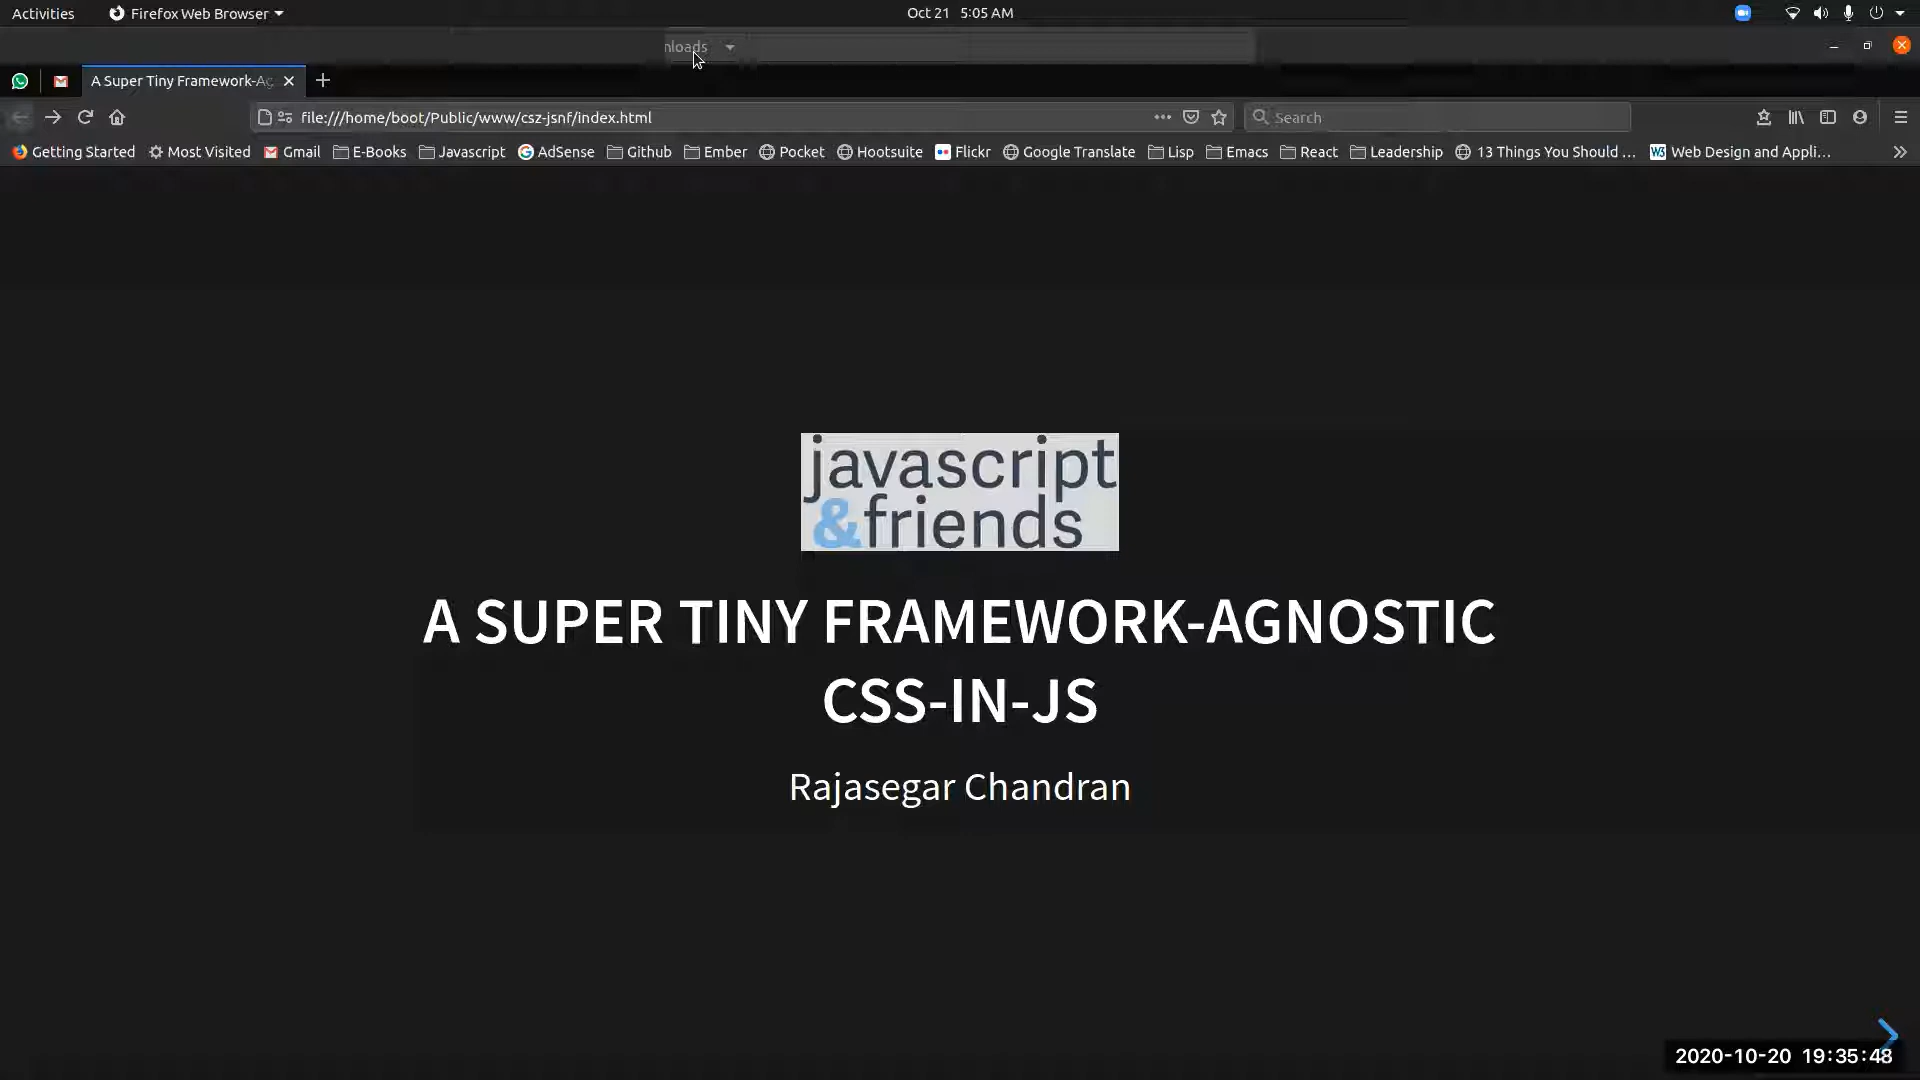 Activities Firefox Web Browser Oct 21 5:05 AM
nloads
A Super Tiny Framework-Ag
file:///home/boot/Public/www/csz-jsnf/index.html Search
Getting Started Most Visited Gmail E-Books Javascript AdSense Github Ember Pocket Hootsuite Flickr Google Translate Lisp Emacs React Leadership 13 Things You Should ... W3 Web Design and Appli...
javascript
&friends
A SUPER TINY FRAMEWORK-AGNOSTIC
CSS-IN-JS
Rajasegar Chandran
2020-10-20 19:35:48